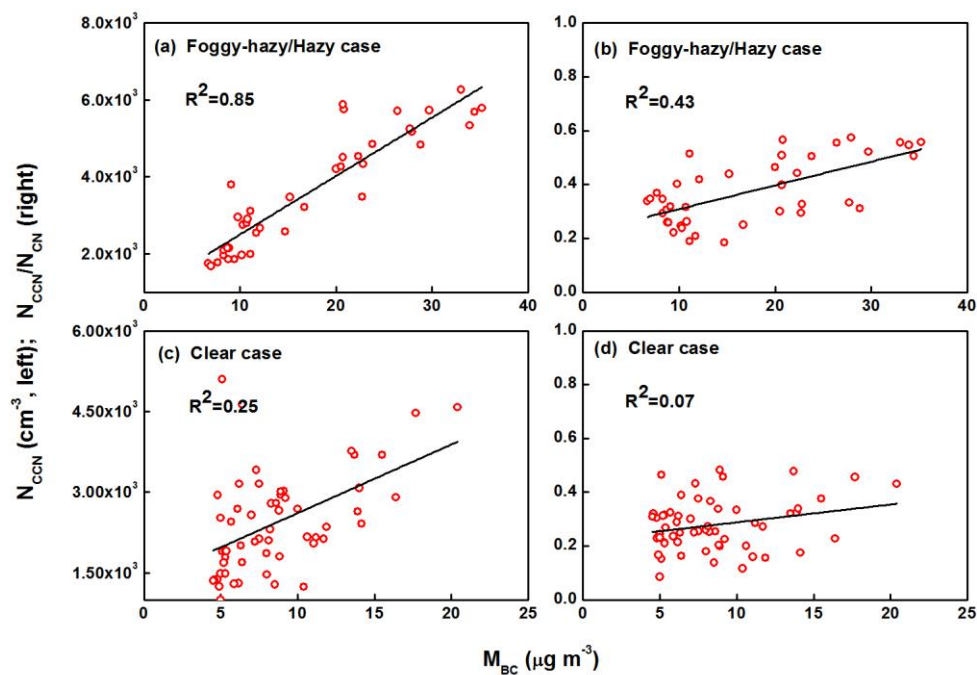 N_CCN (cm⁻³, left);  N_CCN/N_CN (right)
8.0x10³
6.0x10³
4.0x10³
2.0x10³
(a) Foggy-hazy/Hazy case
R²=0.85
0 10 20 30 40
1.0
0.8
0.6
0.4
0.2
0.0
(b) Foggy-hazy/Hazy case
R²=0.43
0 10 20 30 40
6.00x10³
4.50x10³
3.00x10³
1.50x10³
(c) Clear case
R²=0.25
0 5 10 15 20 25
1.0
0.8
0.6
0.4
0.2
0.0
(d) Clear case
R²=0.07
0 5 10 15 20 25
M_BC (μg m⁻³)